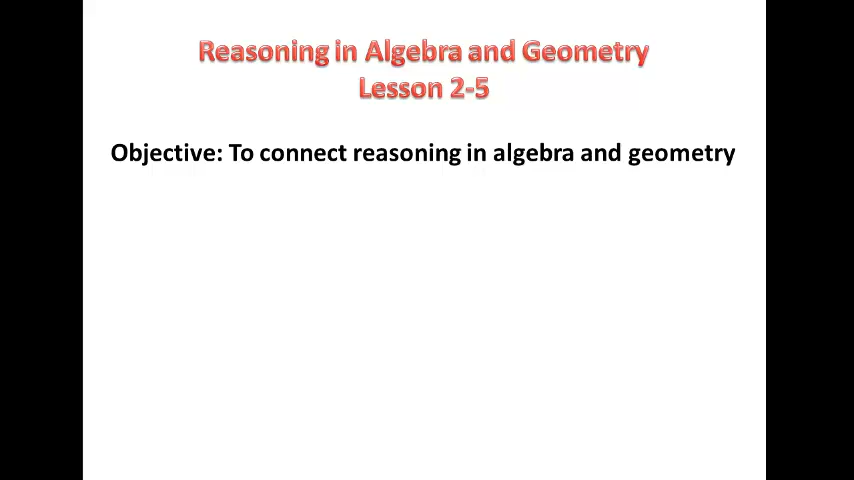 Reasoning in Algebra and Geometry
Lesson 2-5
Objective: To connect reasoning in algebra and geometry